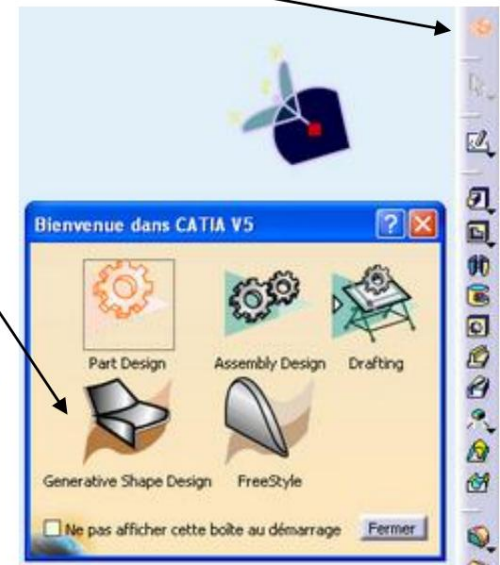 Bienvenue dans CATIA V5
Part Design
Assembly Design
Drafting
Generative Shape Design
FreeStyle
Ne pas afficher cette boîte au démarrage
Fermer